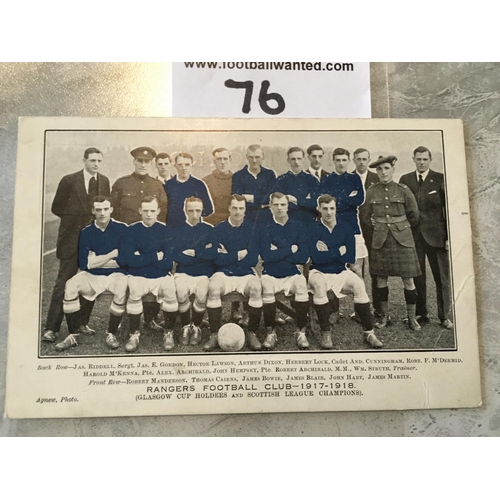 www.footballwanted.com
76
Back Row—Jas. Riddell, Sergt. Jas. E. Gordon, Hector Lawson, Arthur Dixon, Herbert Lock, Cadet And. Cunningham, Robt. F. McDermid,
Harold McKenna, Pte. Alex. Archibald, John Hempsey, Pte. Robert Archibald, M.M., Wm. Struth, Trainer.
Front Row—Robert Manderson, Thomas Cairns, James Bowie, James Blair, John Hart, James Martin.
RANGERS FOOTBALL CLUB—1917-1918.
(GLASGOW CUP HOLDERS AND SCOTTISH LEAGUE CHAMPIONS).
Agnew, Photo.